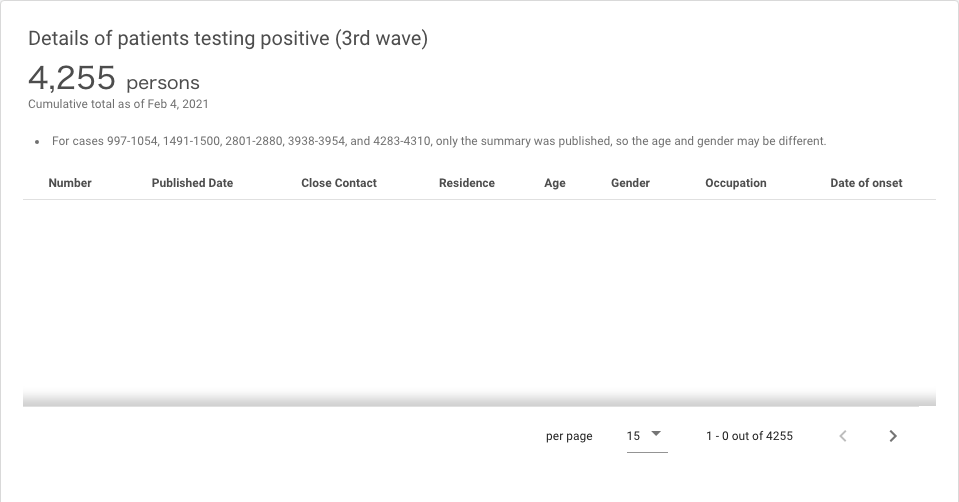 Details of patients testing positive (3rd wave)
4,255 persons
Cumulative total as of Feb 4, 2021
• For cases 997-1054, 1491-1500, 2801-2880, 3938-3954, and 4283-4310, only the summary was published, so the age and gender may be different.
Number Published Date Close Contact Residence Age Gender Occupation Date of onset
per page 15 1 - 0 out of 4255